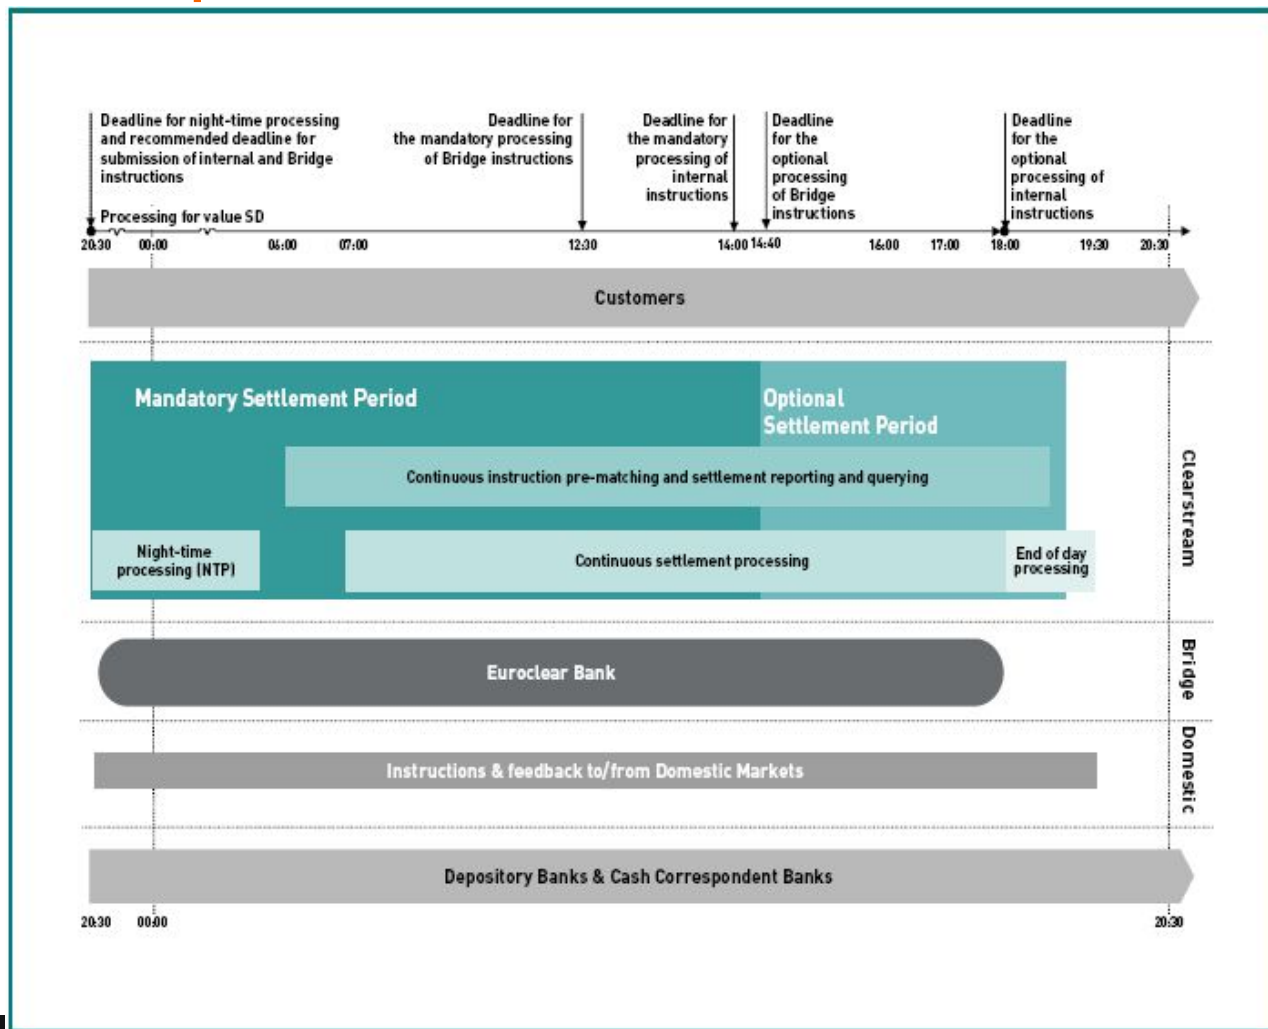 Deadline for night-time processing
and recommended deadline for
submission of internal and Bridge
instructions
Deadline for
the mandatory processing
of Bridge instructions
Deadline for
the mandatory
processing of
internal
instructions
Deadline
for the
optional
processing
of Bridge
instructions
Deadline
for the
optional
processing of
internal
instructions
Processing for value SD
20:30 00:00 06:00 07:00 12:30 14:00 14:40 16:00 17:00 18:00 19:30 20:30
Customers
Mandatory Settlement Period
Optional
Settlement Period
Continuous instruction pre-matching and settlement reporting and querying
Night-time
processing (NTP)
Continuous settlement processing
End of day
processing
Clearstream
Euroclear Bank
Bridge
Instructions & feedback to/from Domestic Markets
Domestic
Depository Banks & Cash Correspondent Banks
20:30 00:00 20:30